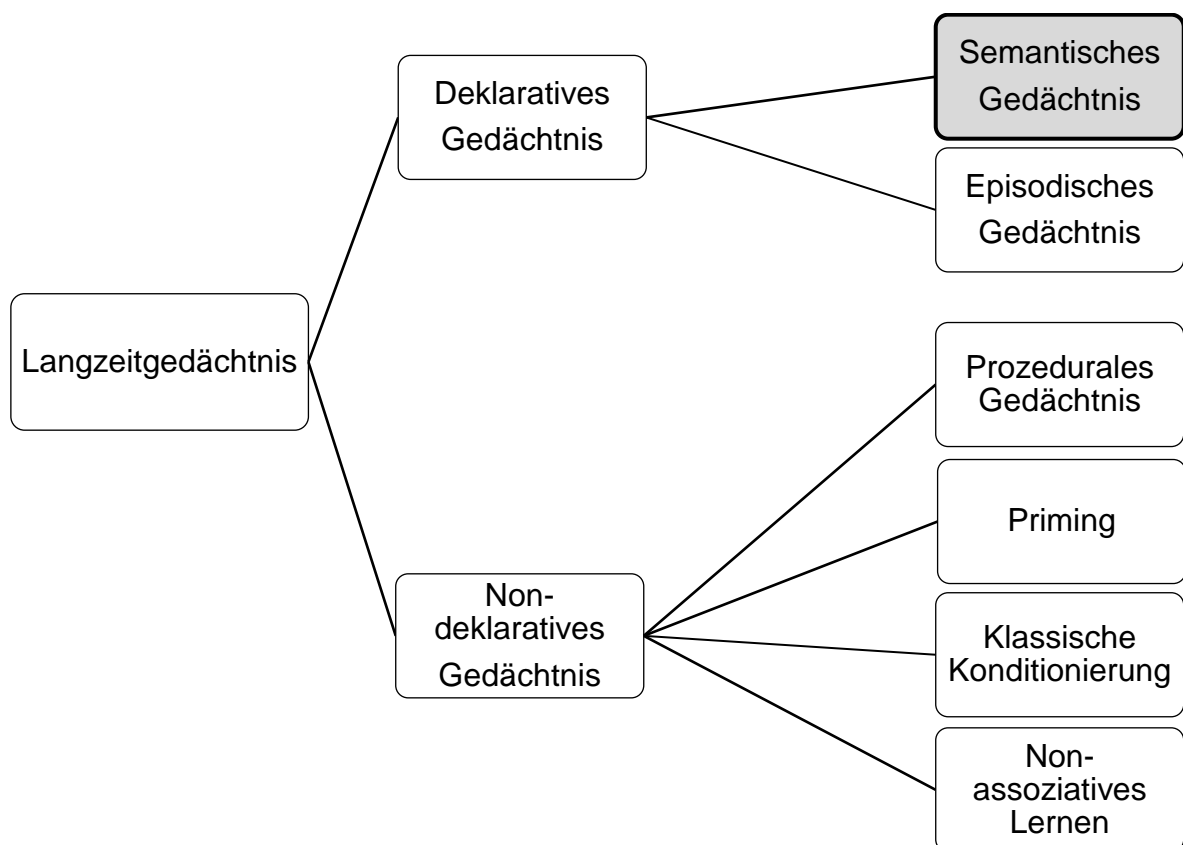 Semantisches
Gedächtnis
Deklaratives
Gedächtnis
Episodisches
Gedächtnis
Langzeitgedächtnis
Prozedurales
Gedächtnis
Priming
Non-
deklaratives
Gedächtnis
Klassische
Konditionierung
Non-
assoziatives
Lernen